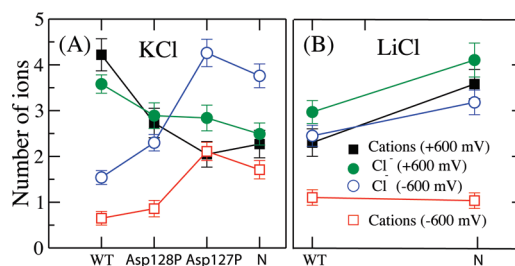 (A) KCl
(B) LiCl
Number of ions
5
4
3
2
1
0
WT Asp128P Asp127P N
WT N
Cations (+600 mV)
Cl⁻ (+600 mV)
Cl⁻ (-600 mV)
Cations (-600 mV)